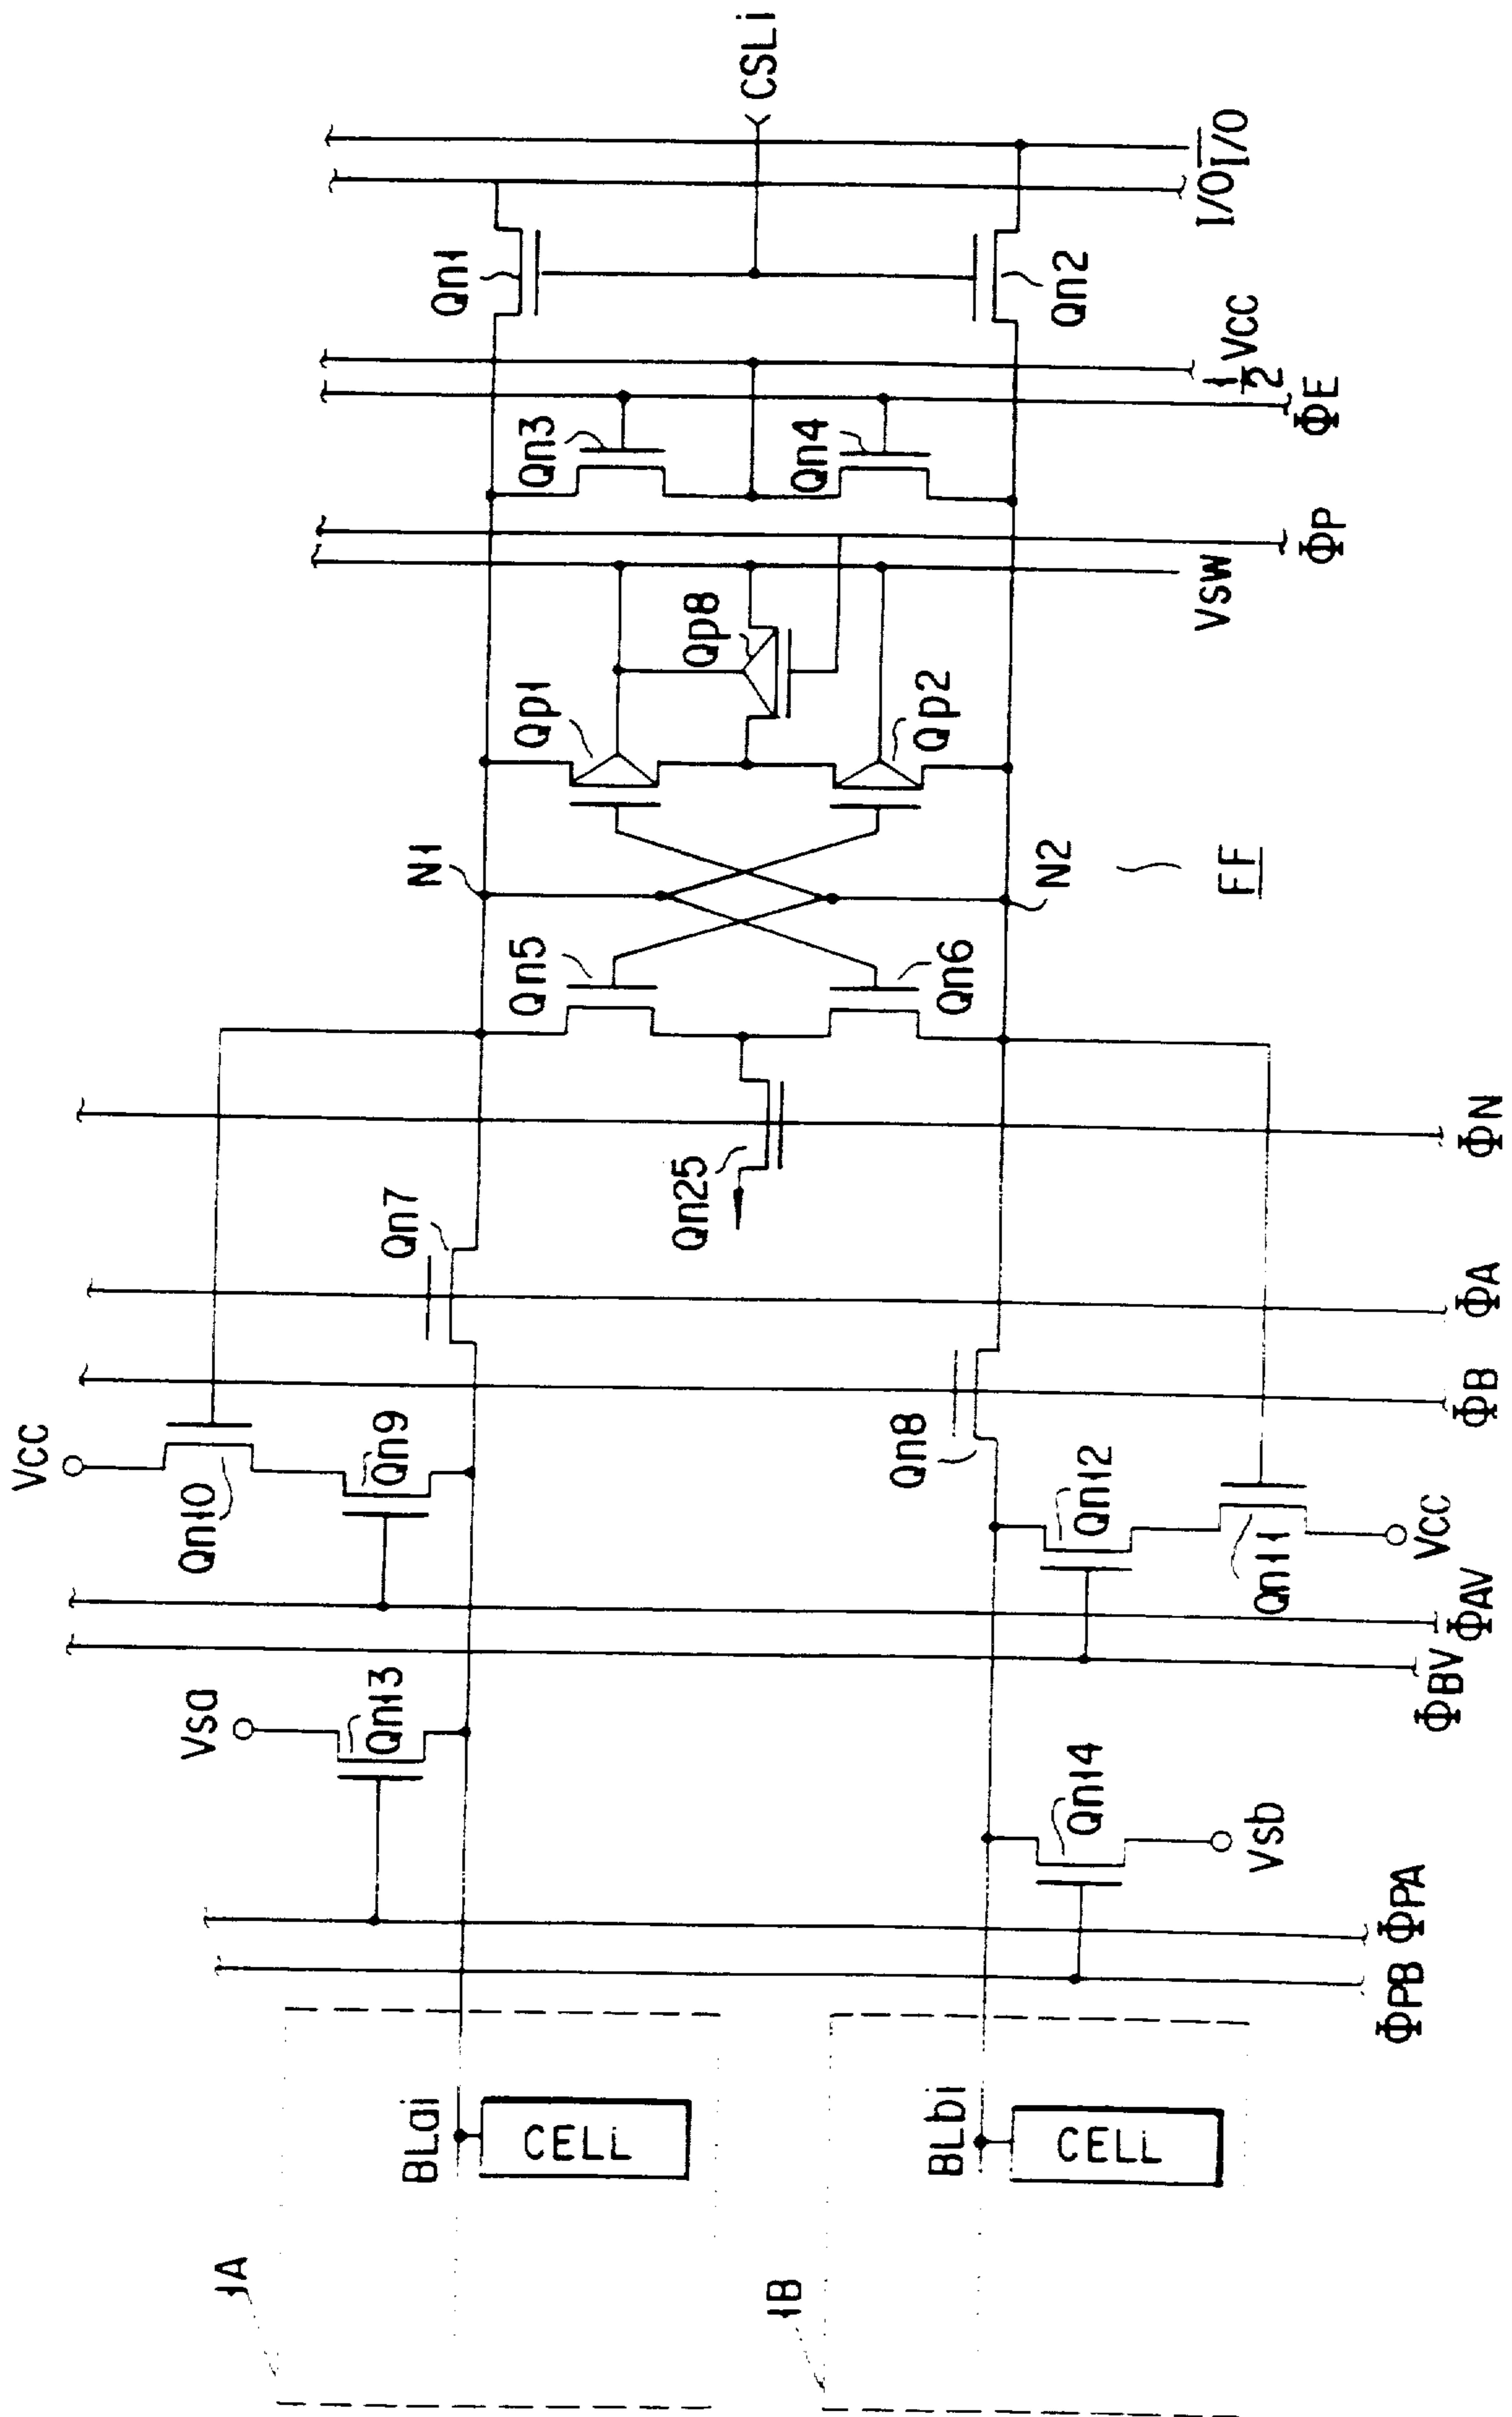 CSLi
I/O
I/O
Qn1
Qn2
1/2 VCC
ΦE
Qn3
Qn4
ΦP
VSW
Qp8
Qp1
Qp2
N1
N2
FF
Qn5
Qn6
ΦN
Qn25
Qn7
ΦA
ΦB
Qn8
VCC
Qn10
Qn9
Qn12
Qn11
VCC
ΦAV
ΦBV
Vsa
Qn13
Qn14
Vsb
ΦPA
ΦPB
BLai
CELL
BLbi
CELL
1A
1B